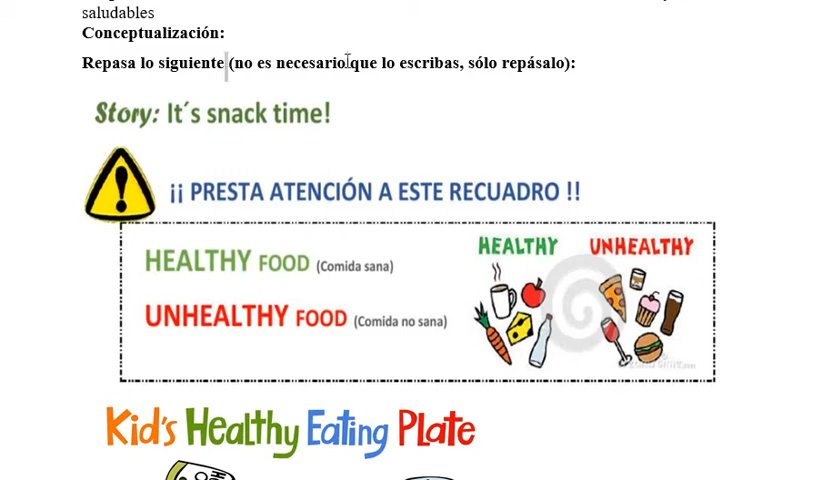 saludables
Conceptualización:
Repasa lo siguiente (no es necesario que lo escribas, sólo repásalo):
Story: It´s snack time!
¡¡ PRESTA ATENCIÓN A ESTE RECUADRO !!
HEALTHY FOOD (Comida sana)
HEALTHY UNHEALTHY
UNHEALTHY FOOD (Comida no sana)
Kid's Healthy Eating Plate